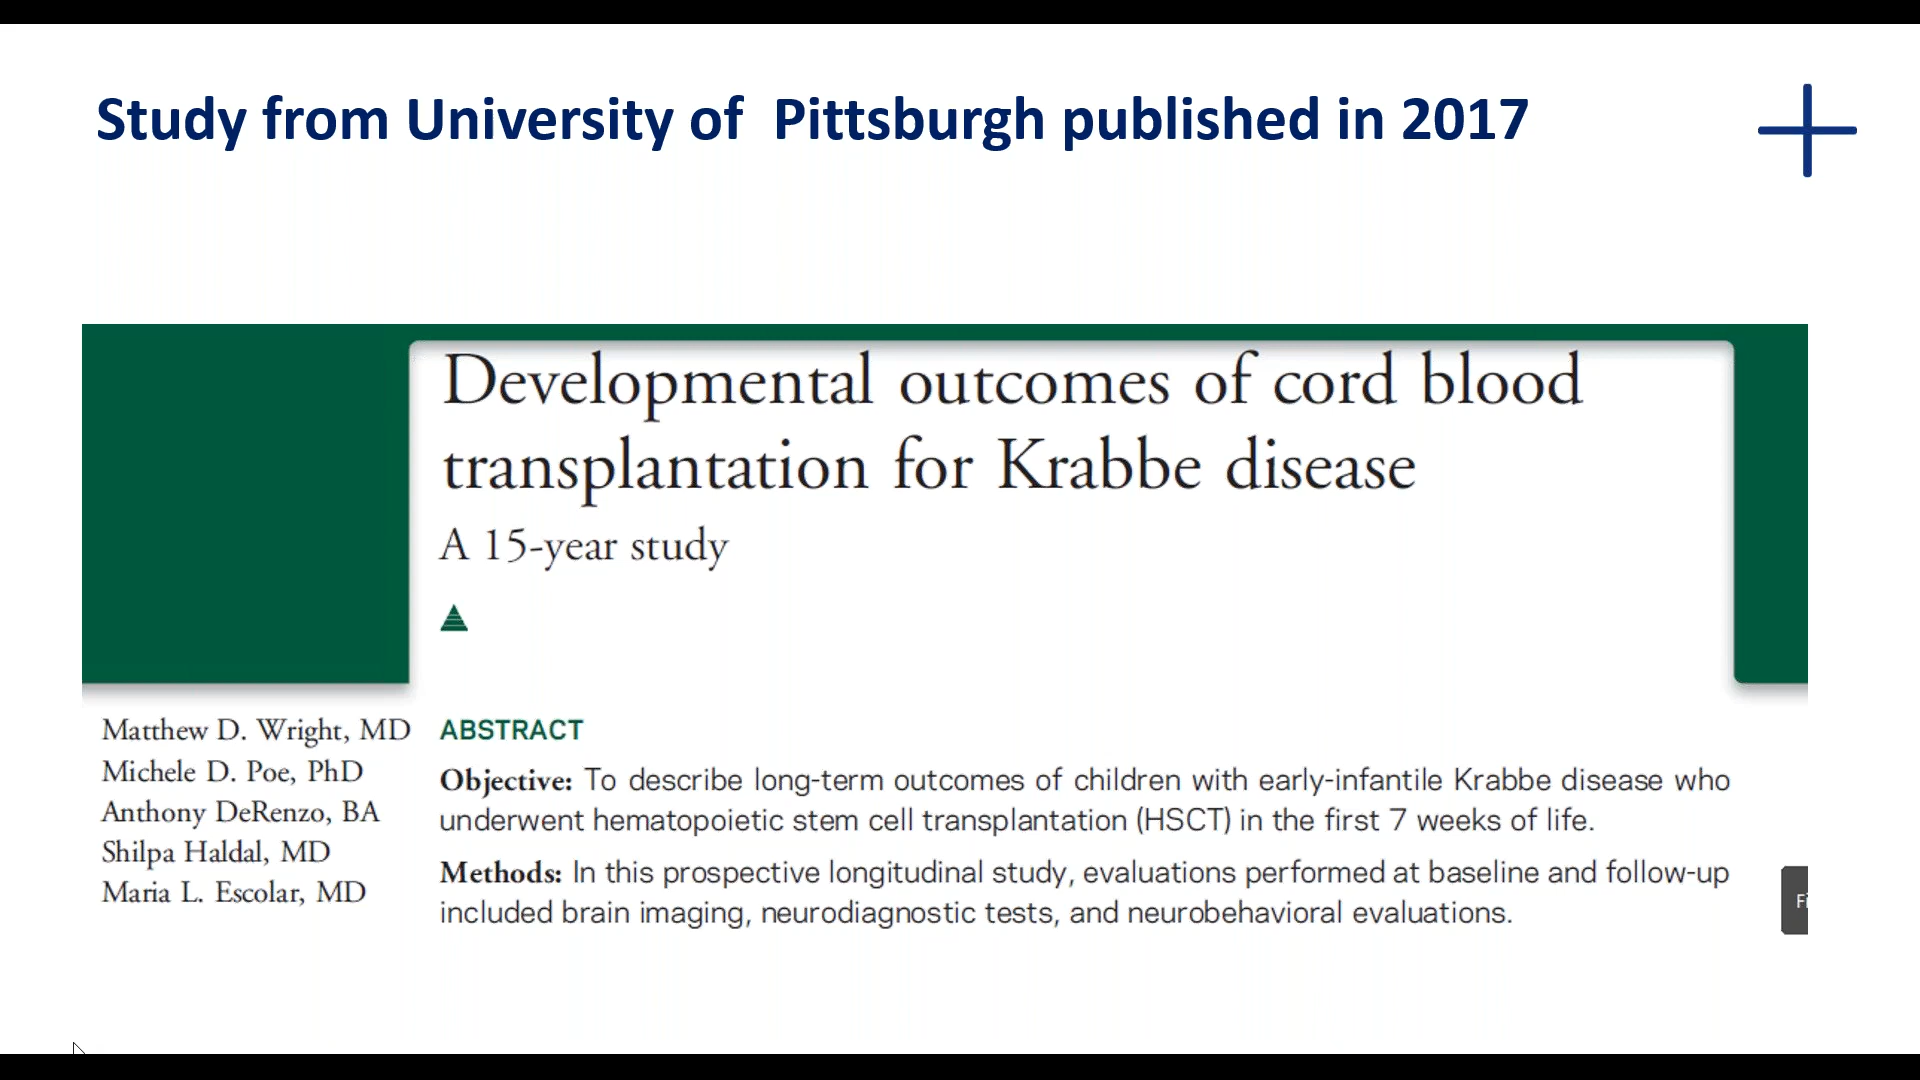 Study from University of Pittsburgh published in 2017
Developmental outcomes of cord blood
transplantation for Krabbe disease
A 15-year study
Matthew D. Wright, MD
Michele D. Poe, PhD
Anthony DeRenzo, BA
Shilpa Haldal, MD
Maria L. Escolar, MD
ABSTRACT
Objective: To describe long-term outcomes of children with early-infantile Krabbe disease who
underwent hematopoietic stem cell transplantation (HSCT) in the first 7 weeks of life.
Methods: In this prospective longitudinal study, evaluations performed at baseline and follow-up
included brain imaging, neurodiagnostic tests, and neurobehavioral evaluations.